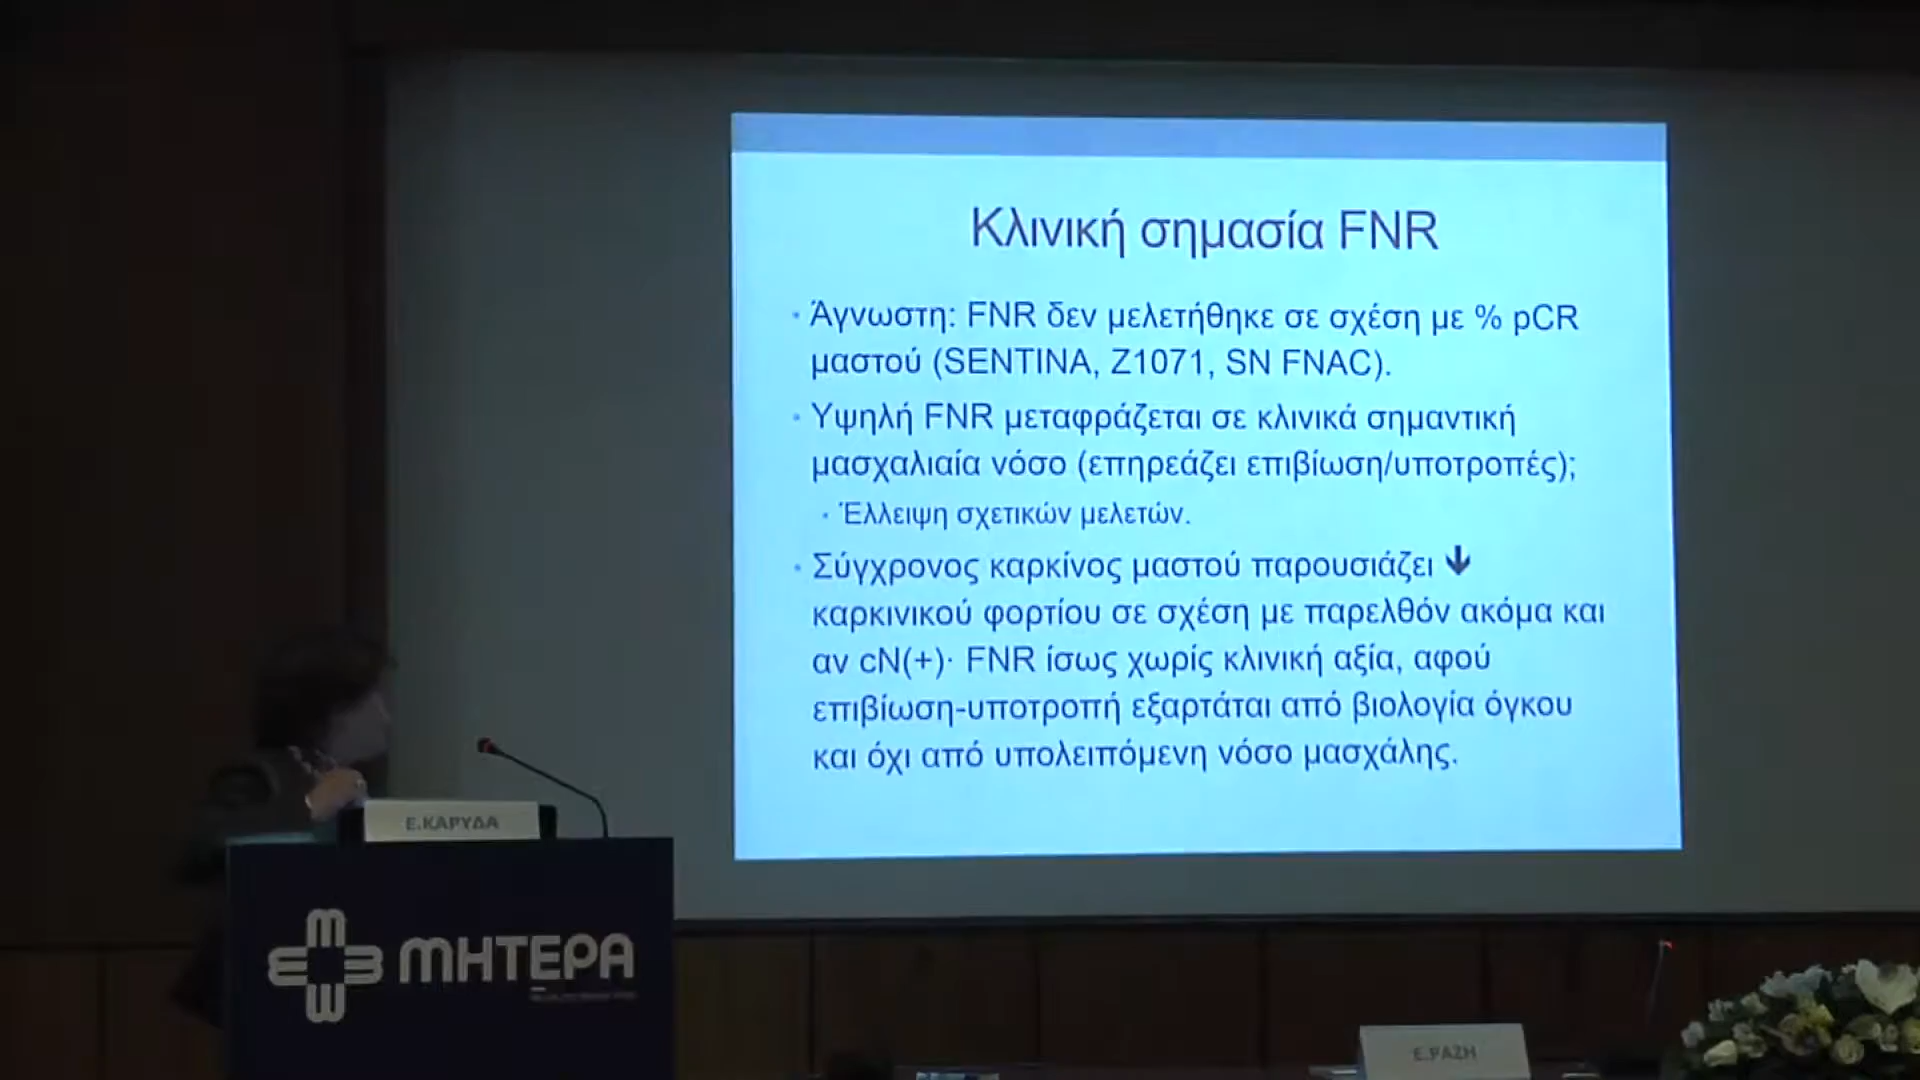 Κλινική σημασία FNR
· Άγνωστη: FNR δεν μελετήθηκε σε σχέση με % pCR
μαστού (SENTINA, Z1071, SN FNAC).
· Υψηλή FNR μεταφράζεται σε κλινικά σημαντική
μασχαλιαία νόσο (επηρεάζει επιβίωση/υποτροπές);
· Έλλειψη σχετικών μελετών.
· Σύγχρονος καρκίνος μαστού παρουσιάζει ↓
καρκινικού φορτίου σε σχέση με παρελθόν ακόμα και
αν cN(+)· FNR ίσως χωρίς κλινική αξία, αφού
επιβίωση-υποτροπή εξαρτάται από βιολογία όγκου
και όχι από υπολειπόμενη νόσο μασχάλης.
Ε.ΚΑΡΥΔΑ
ΜΗΤΕΡΑ
Ε.ΡΑΖΗ